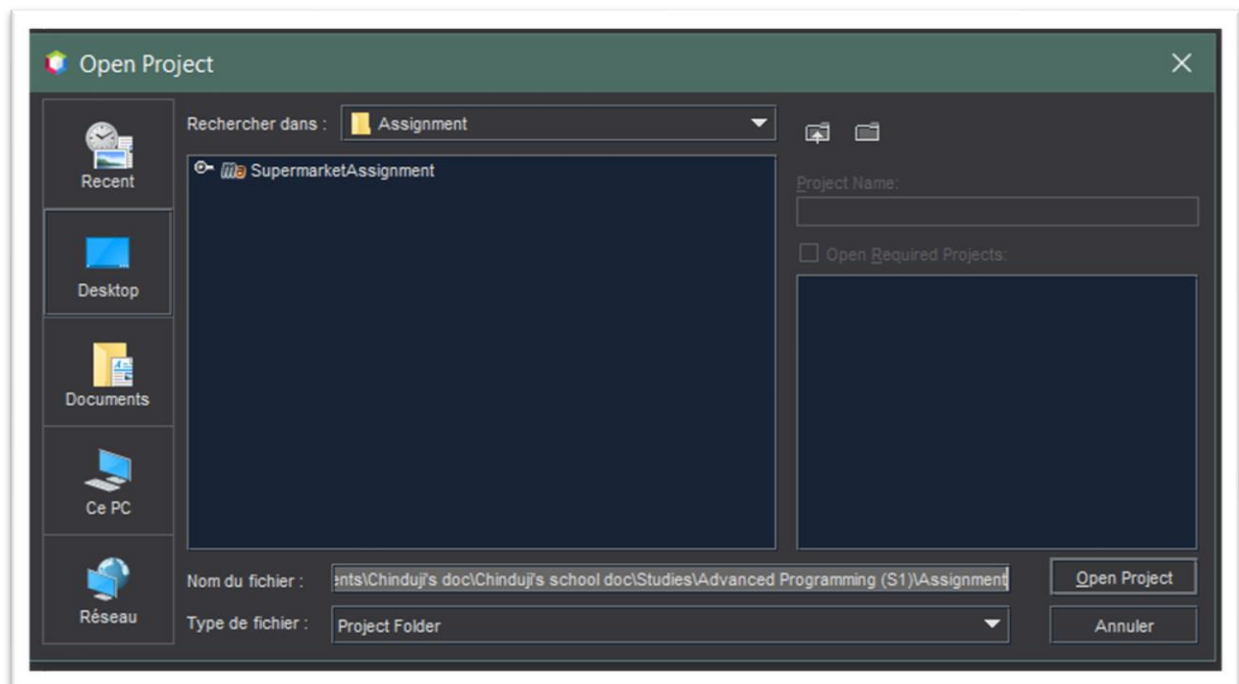 Open Project
Rechercher dans :
Assignment
Recent
SupermarketAssignment
Project Name:
Open Required Projects:
Desktop
Documents
Ce PC
Réseau
Nom du fichier :
ents\Chinduji's doc\Chinduji's school doc\Studies\Advanced Programming (S1)\Assignment
Open Project
Type de fichier :
Project Folder
Annuler